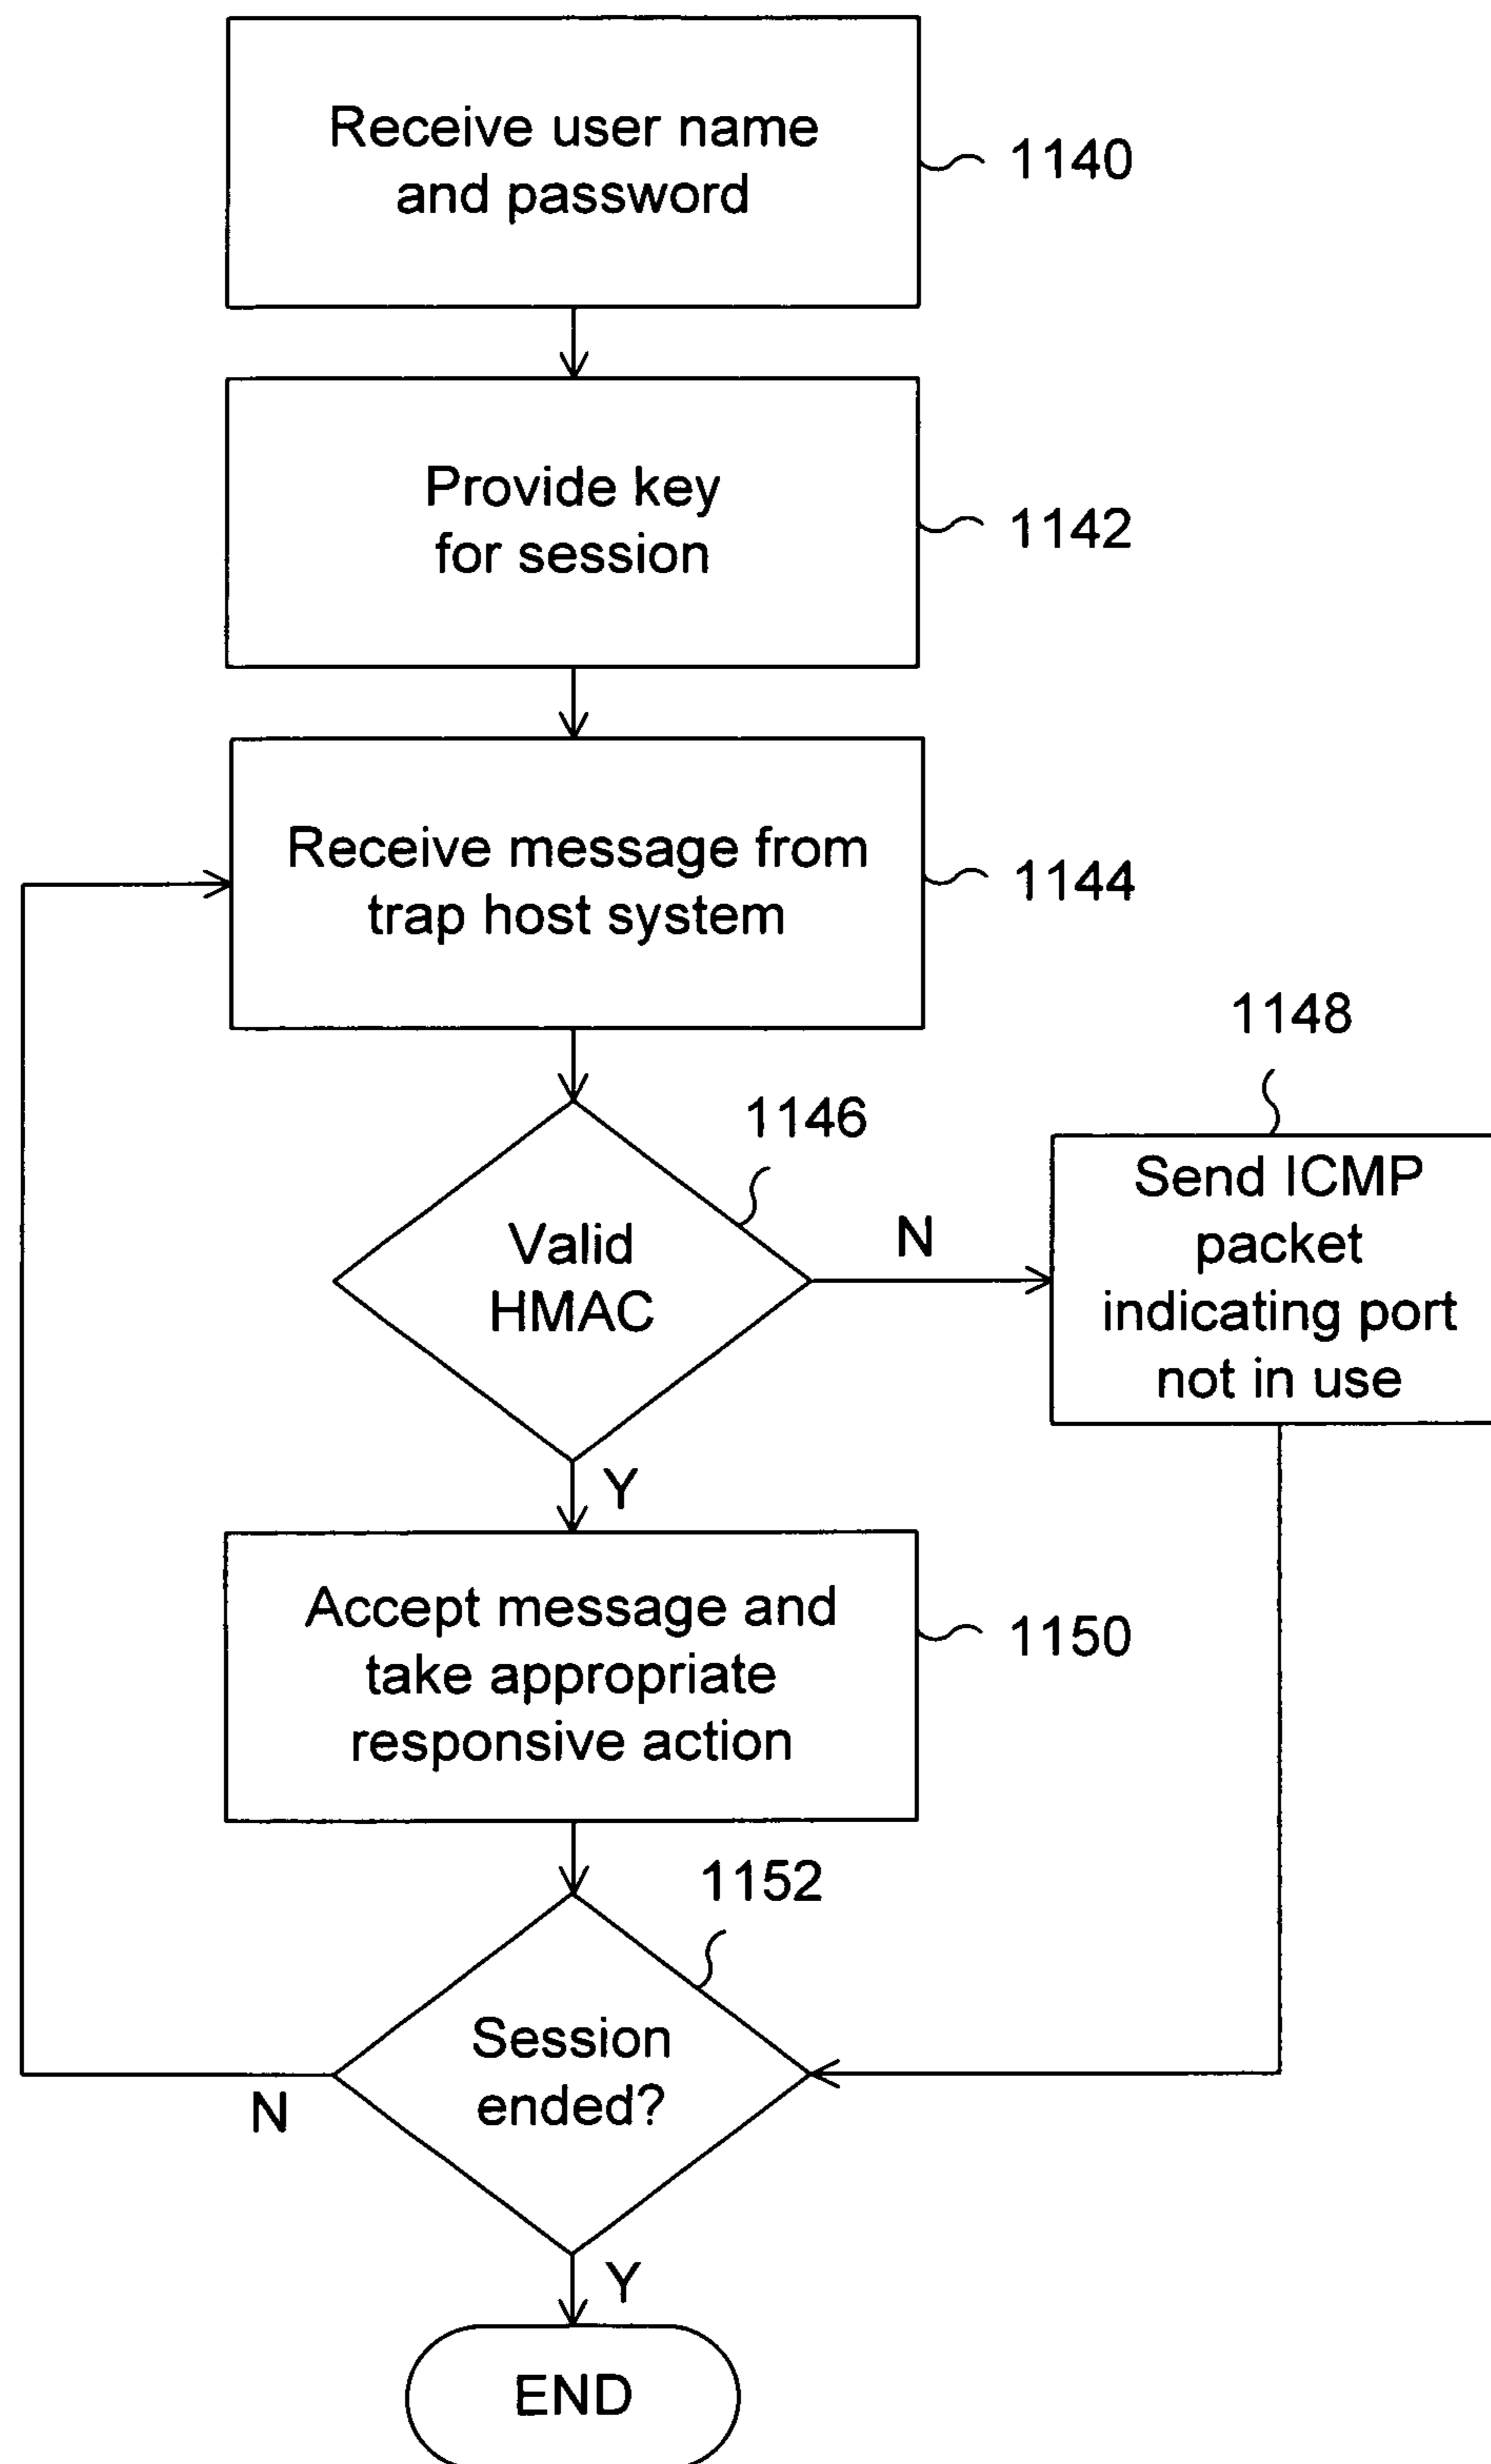 Receive user name
and password
1140
Provide key
for session
1142
Receive message from
trap host system
1144
1148
1146
Valid
HMAC
N
Send ICMP
packet
indicating port
not in use
Y
Accept message and
take appropriate
responsive action
1150
1152
Session
ended?
N
Y
END